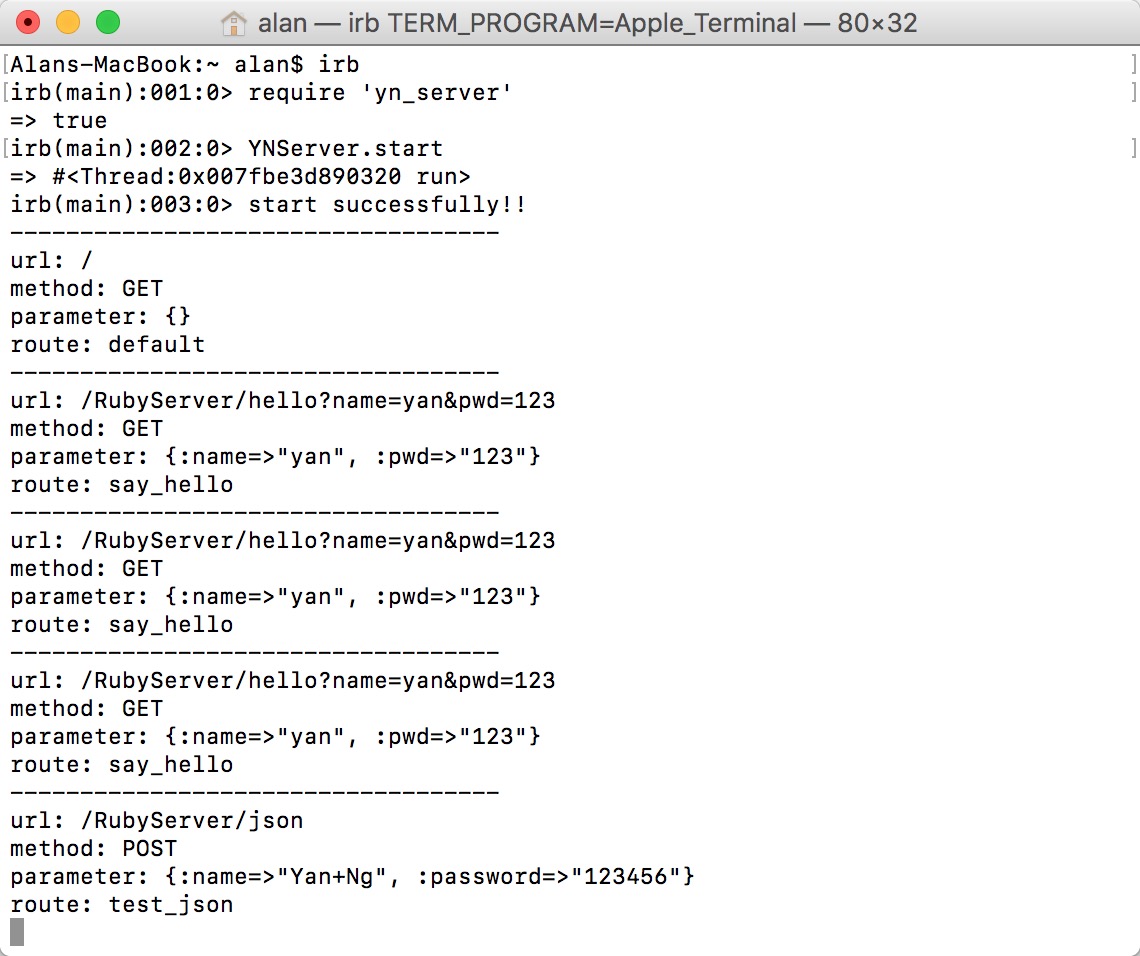 alan — irb TERM_PROGRAM=Apple_Terminal — 80×32
[Alans-MacBook:~ alan$ irb ]
[irb(main):001:0> require 'yn_server' ]
=> true
[irb(main):002:0> YNServer.start ]
=> #<Thread:0x007fbe3d890320 run>
irb(main):003:0> start successfully!!
-----------------------------------
url: /
method: GET
parameter: {}
route: default
-----------------------------------
url: /RubyServer/hello?name=yan&pwd=123
method: GET
parameter: {:name=>"yan", :pwd=>"123"}
route: say_hello
-----------------------------------
url: /RubyServer/hello?name=yan&pwd=123
method: GET
parameter: {:name=>"yan", :pwd=>"123"}
route: say_hello
-----------------------------------
url: /RubyServer/hello?name=yan&pwd=123
method: GET
parameter: {:name=>"yan", :pwd=>"123"}
route: say_hello
-----------------------------------
url: /RubyServer/json
method: POST
parameter: {:name=>"Yan+Ng", :password=>"123456"}
route: test_json